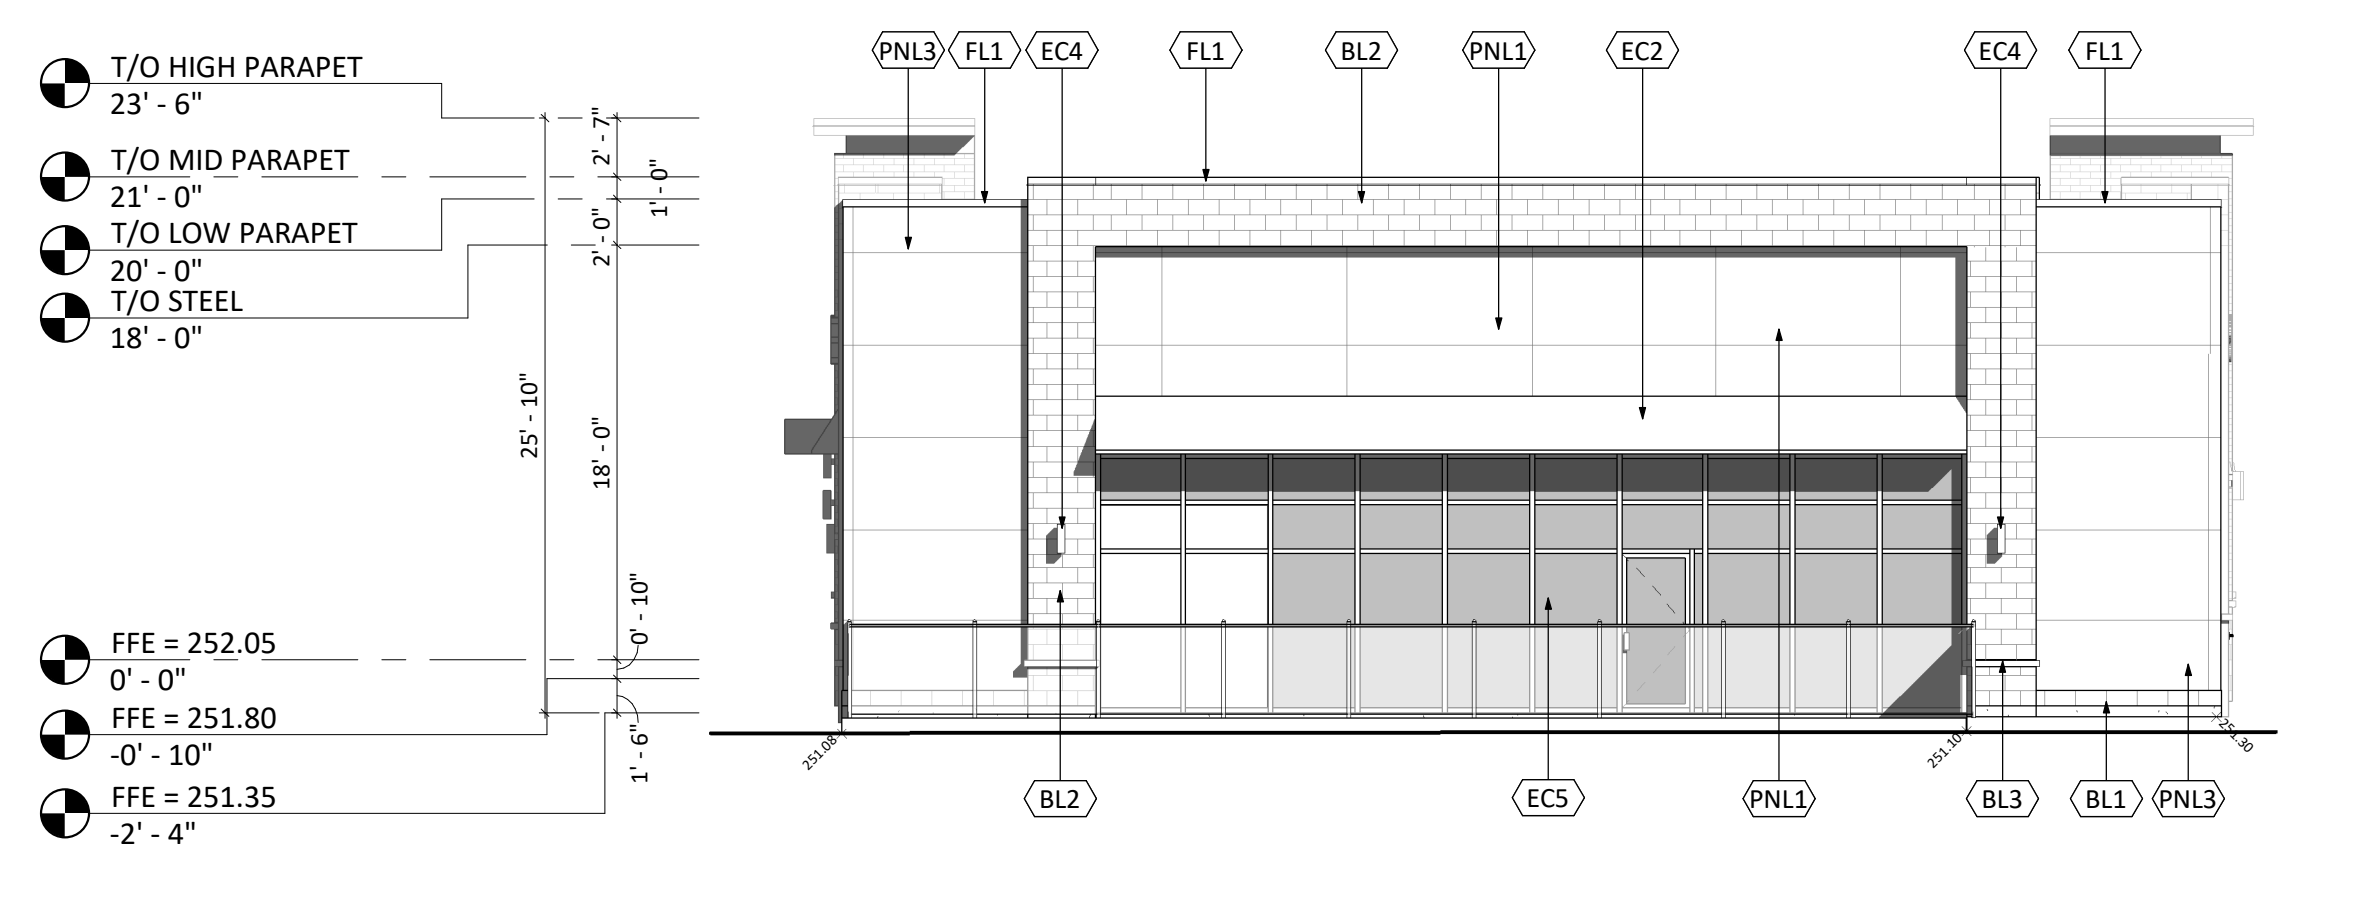 PNL3 FL1 EC4 FL1 BL2 PNL1 EC2 EC4 FL1
T/O HIGH PARAPET
23' - 6"
T/O MID PARAPET
21' - 0"
T/O LOW PARAPET
20' - 0"
T/O STEEL
18' - 0"
FFE = 252.05
0' - 0"
FFE = 251.80
-0' - 10"
FFE = 251.35
-2' - 4"
25' - 10"
2' - 7"
1' - 0"
2' - 0"
18' - 0"
0' - 10"
1' - 6"
251.08
251.10
251.30
BL2 EC5 PNL1 BL3 BL1 PNL3